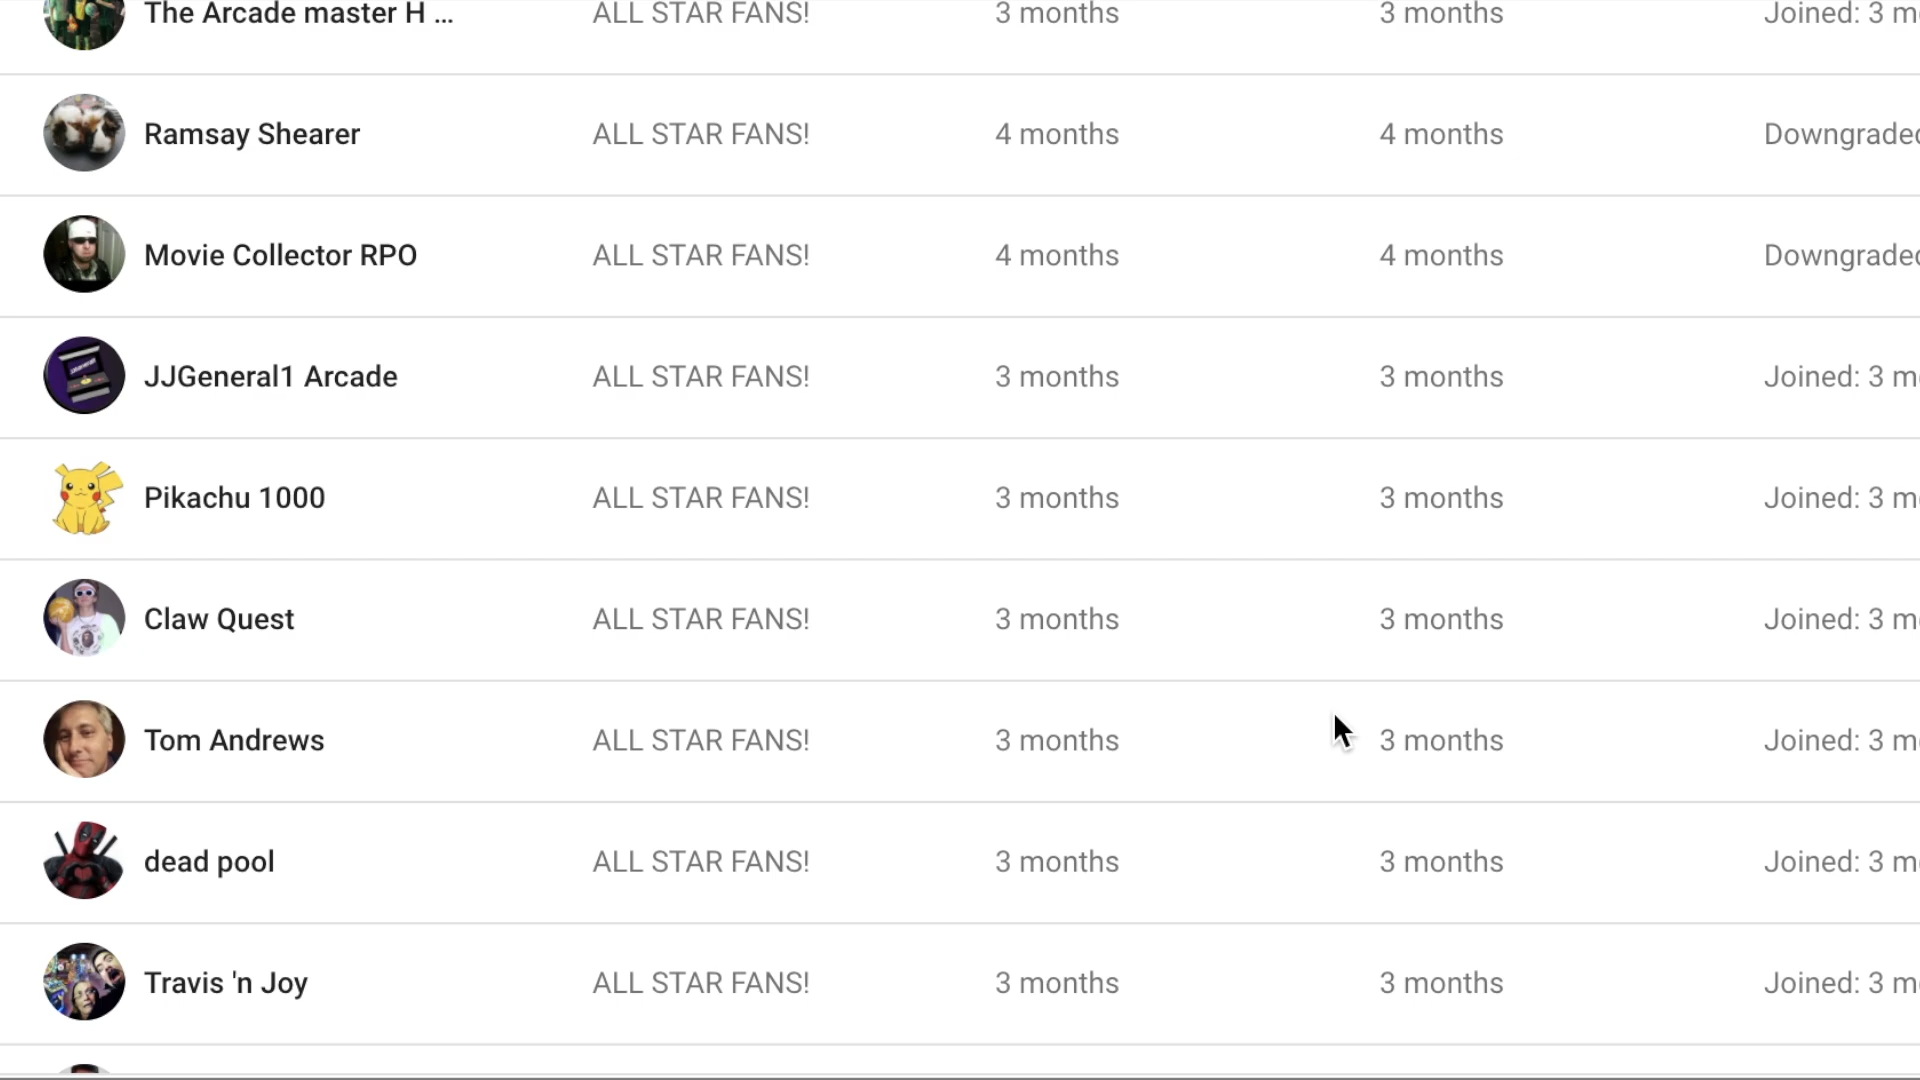 The Arcade master H ... ALL STAR FANS! 3 months 3 months Joined: 3 m
Ramsay Shearer ALL STAR FANS! 4 months 4 months Downgraded
Movie Collector RPO ALL STAR FANS! 4 months 4 months Downgraded
JJGeneral1 Arcade ALL STAR FANS! 3 months 3 months Joined: 3 m
Pikachu 1000 ALL STAR FANS! 3 months 3 months Joined: 3 m
Claw Quest ALL STAR FANS! 3 months 3 months Joined: 3 m
Tom Andrews ALL STAR FANS! 3 months 3 months Joined: 3 m
dead pool ALL STAR FANS! 3 months 3 months Joined: 3 m
Travis 'n Joy ALL STAR FANS! 3 months 3 months Joined: 3 m